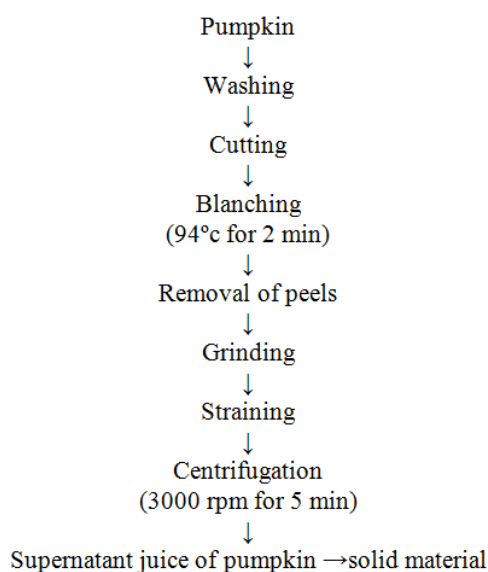 Pumpkin
↓
Washing
↓
Cutting
↓
Blanching
(94ºc for 2 min)
↓
Removal of peels
↓
Grinding
↓
Straining
↓
Centrifugation
(3000 rpm for 5 min)
↓
Supernatant juice of pumpkin →solid material